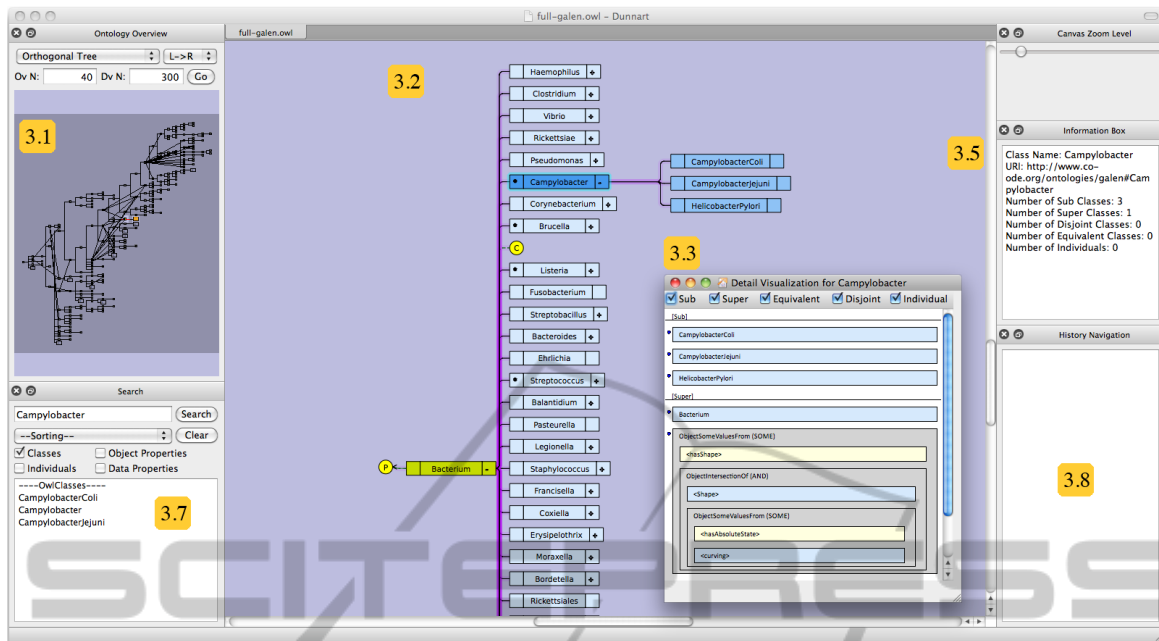 full-galen.owl – Dunnart
Ontology Overview
Orthogonal Tree
L->R
Ov N:
40
Dv N:
300
Go
3.1
Search
Campylobacter
Search
--Sorting--
Clear
Classes
Object Properties
Individuals
Data Properties
----OwlClasses----
CampylobacterColi
Campylobacter
CampylobacterJejuni
3.7
full-galen.owl
3.2
Haemophilus +
Clostridium +
Vibrio +
Rickettsiae
Pseudomonas +
Campylobacter -
Corynebacterium +
Brucella +
C
Listeria +
Fusobacterium
Streptobacillus +
Bacteroides +
Ehrlichia
Streptococcus +
Balantidium +
Pasteurella
Legionella +
P
Bacterium -
Staphylococcus +
Francisella +
Coxiella +
Erysipelothrix +
Moraxella +
Bordetella +
Rickettsiales
CampylobacterColi
CampylobacterJejuni
HelicobacterPylori
3.5
3.3
Detail Visualization for Campylobacter
Sub
Super
Equivalent
Disjoint
Individual
[Sub]
CampylobacterColi
CampylobacterJejuni
HelicobacterPylori
[Super]
Bacterium
ObjectSomeValuesFrom [SOME]
<hasShape>
ObjectIntersectionOf [AND]
<Shape>
ObjectSomeValuesFrom [SOME]
<hasAbsoluteState>
<curving>
Canvas Zoom Level
Information Box
Class Name: Campylobacter
URI: http://www.co-
ode.org/ontologies/galen#Cam
pylobacter
Number of Sub Classes: 3
Number of Super Classes: 1
Number of Disjoint Classes: 0
Number of Equivalent Classes: 0
Number of Individuals: 0
History Navigation
3.8
SCITEPRESS